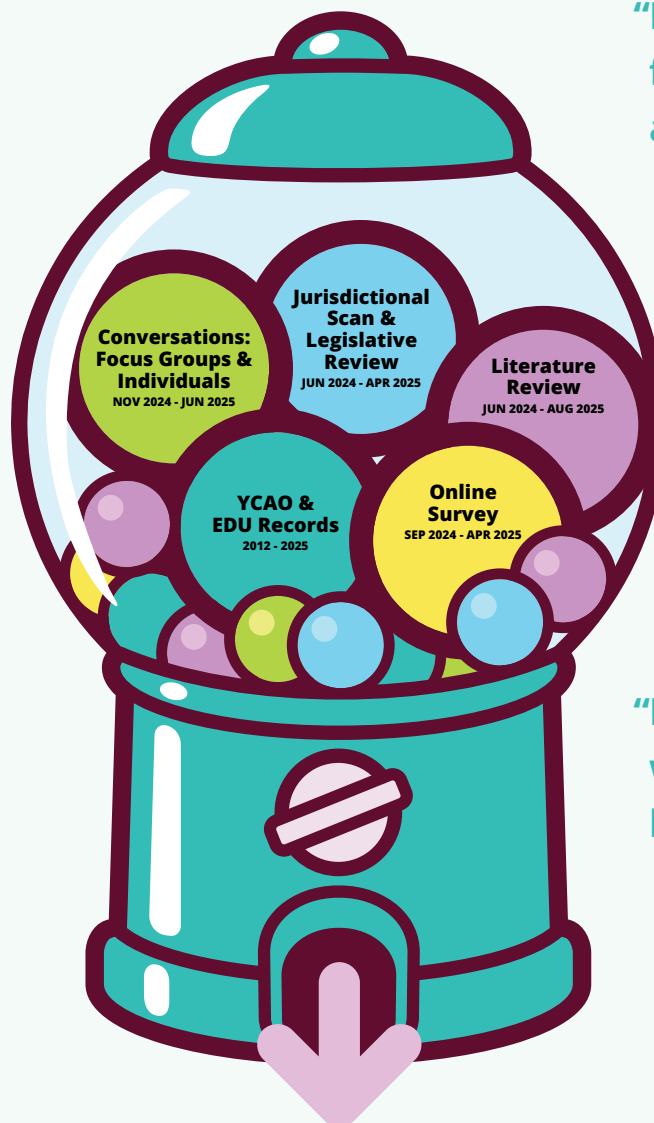 Jurisdictional
Scan &
Legislative
Review
JUN 2024 - APR 2025
Conversations:
Focus Groups &
Individuals
NOV 2024 - JUN 2025
Literature
Review
JUN 2024 - AUG 2025
YCAO &
EDU Records
2012 - 2025
Online
Survey
SEP 2024 - APR 2025